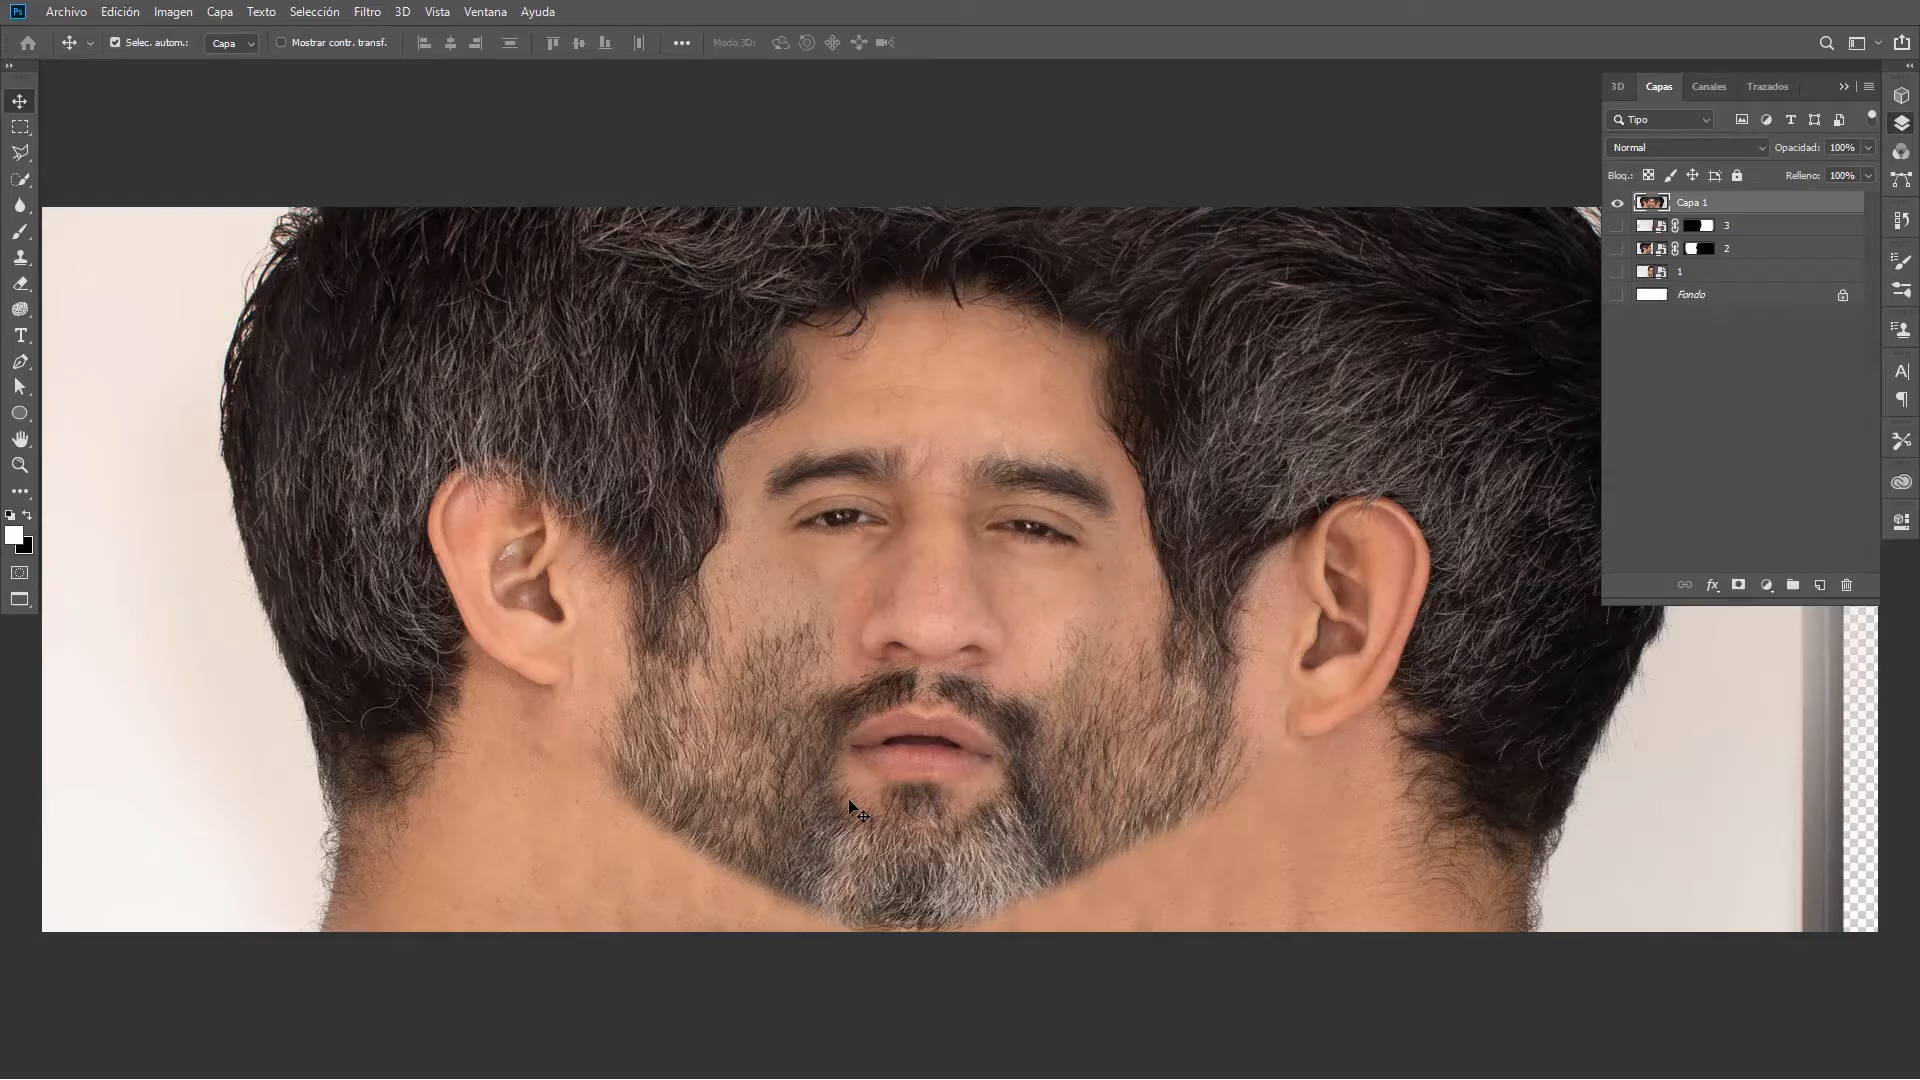 Ps Archivo Edición Imagen Capa Texto Selección Filtro 3D Vista Ventana Ayuda
Selec. autom.: Capa Mostrar contr. transf. Modo 3D:
3D Capas Canales Trazados
Tipo
Normal Opacidad: 100%
Bloq.: Relleno: 100%
Capa 1
3
2
1
Fondo
fx